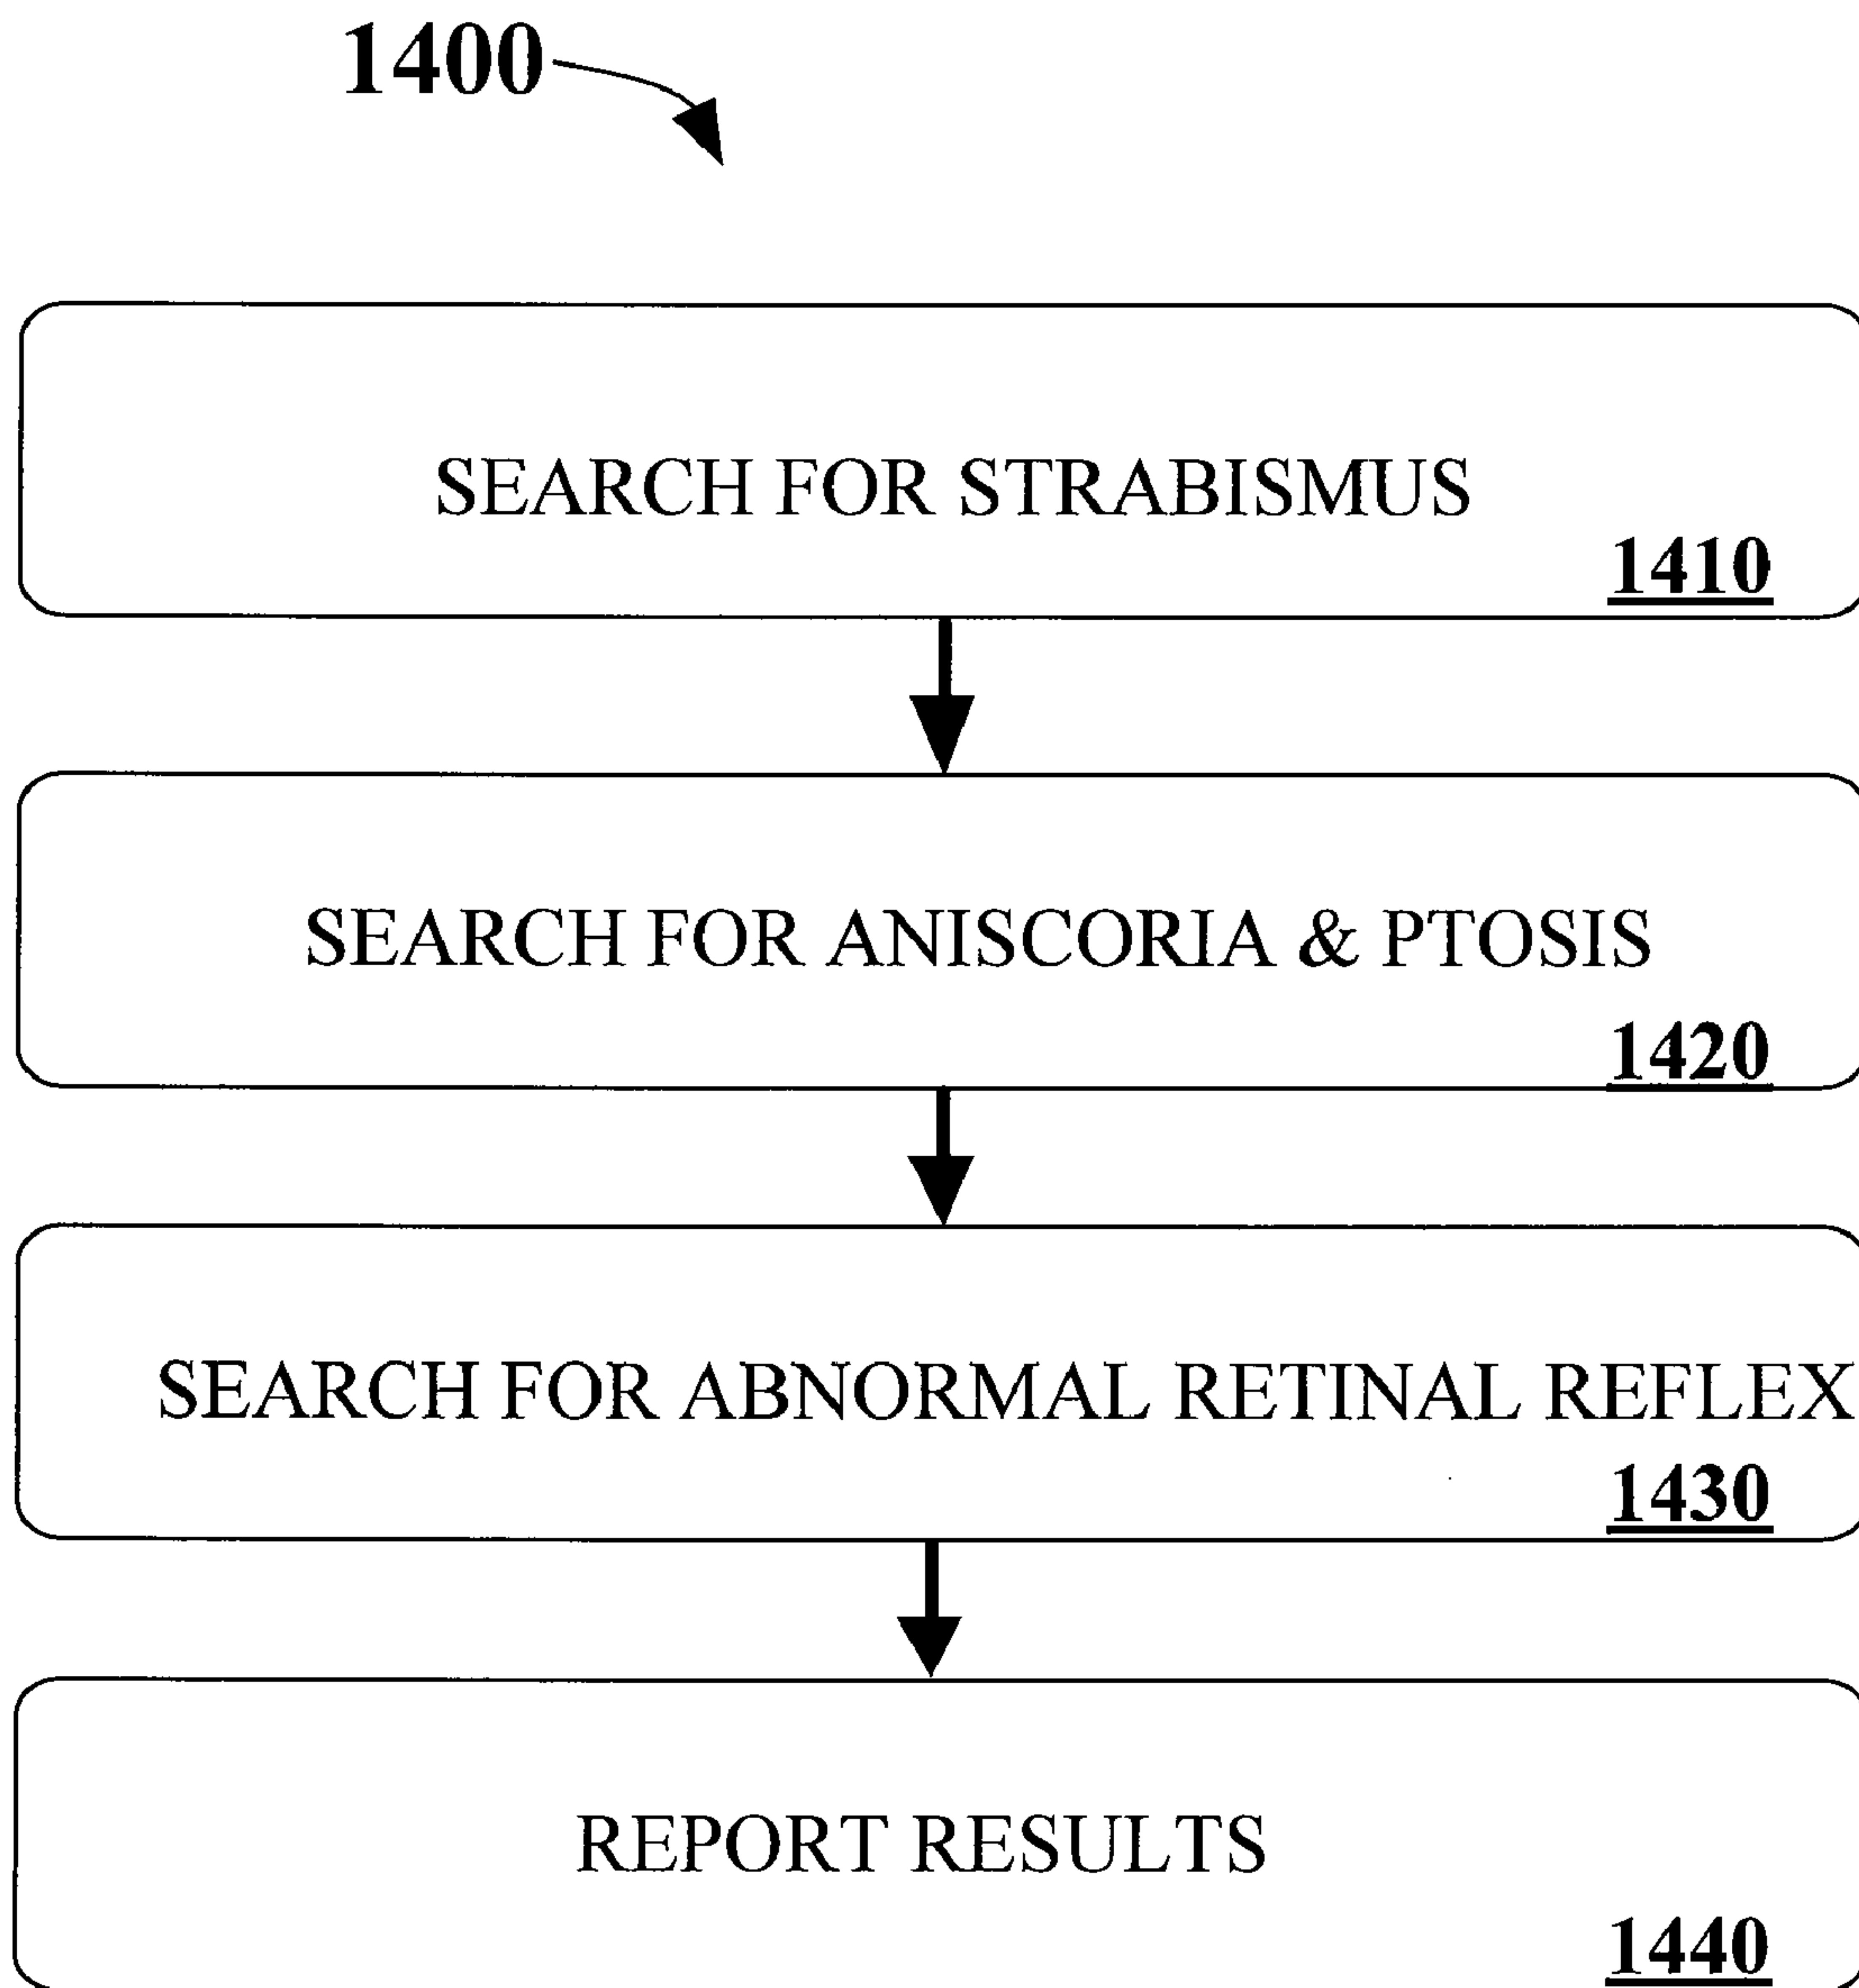 1400
SEARCH FOR STRABISMUS
1410
SEARCH FOR ANISCORIA & PTOSIS
1420
SEARCH FOR ABNORMAL RETINAL REFLEX
1430
REPORT RESULTS
1440